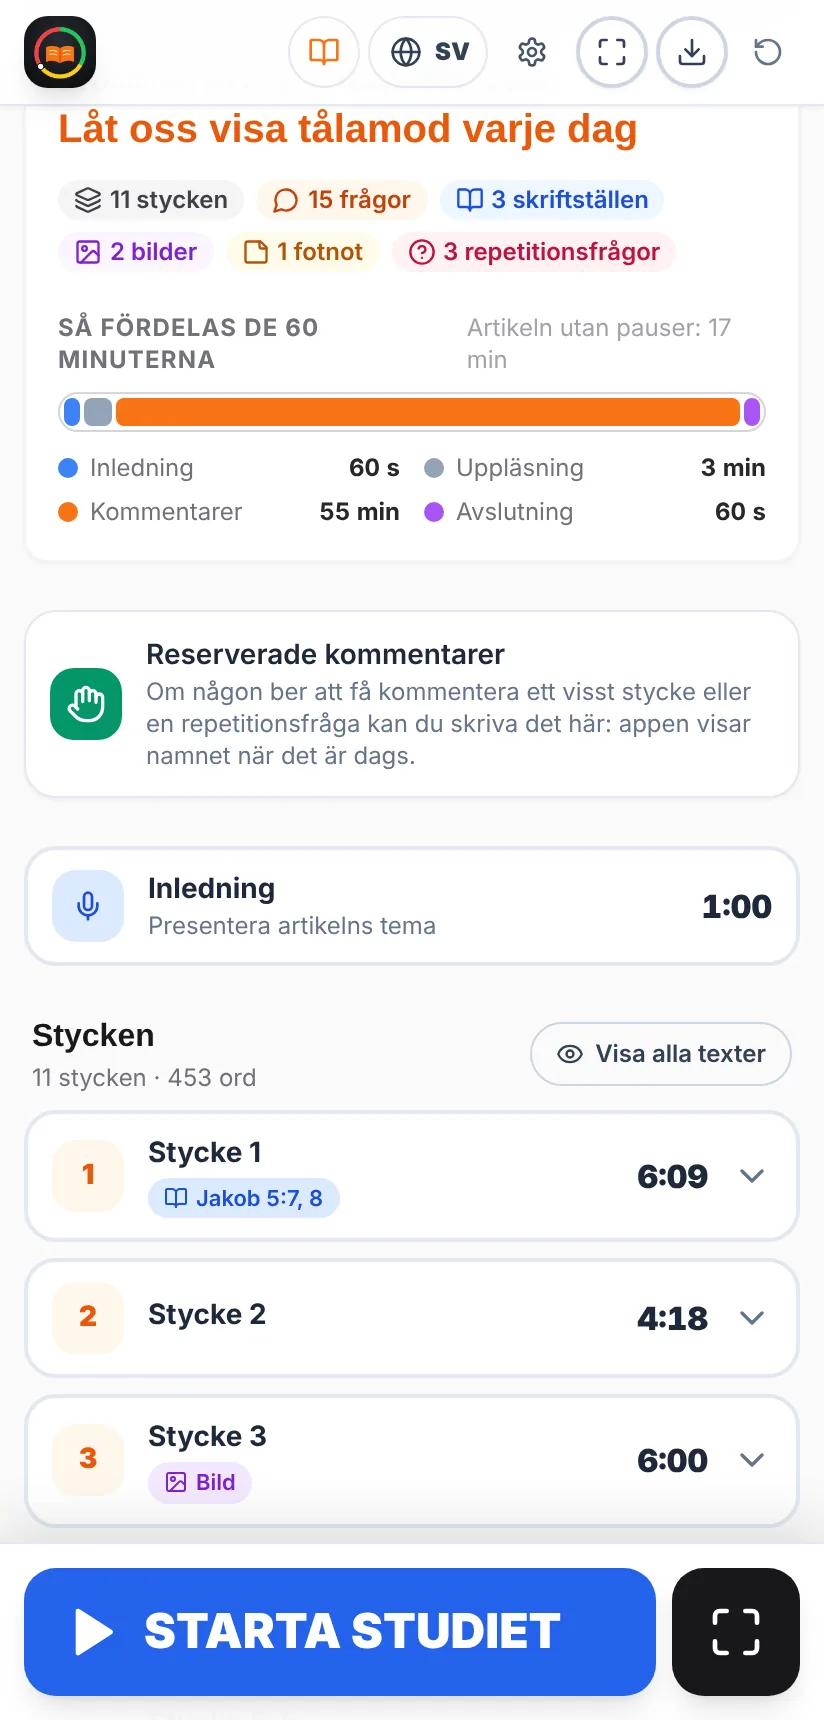 SV
Låt oss visa tålamod varje dag
11 stycken
15 frågor
3 skriftställen
2 bilder
1 fotnot
3 repetitionsfrågor
SÅ FÖRDELAS DE 60
MINUTERNA
Artikeln utan pauser: 17
min
Inledning 60 s
Uppläsning 3 min
Kommentarer 55 min
Avslutning 60 s
Reserverade kommentarer
Om någon ber att få kommentera ett visst stycke eller
en repetitionsfråga kan du skriva det här: appen visar
namnet när det är dags.
Inledning
Presentera artikelns tema
1:00
Stycken
11 stycken · 453 ord
Visa alla texter
1
Stycke 1
Jakob 5:7, 8
6:09
2
Stycke 2
4:18
3
Stycke 3
Bild
6:00
STARTA STUDIET